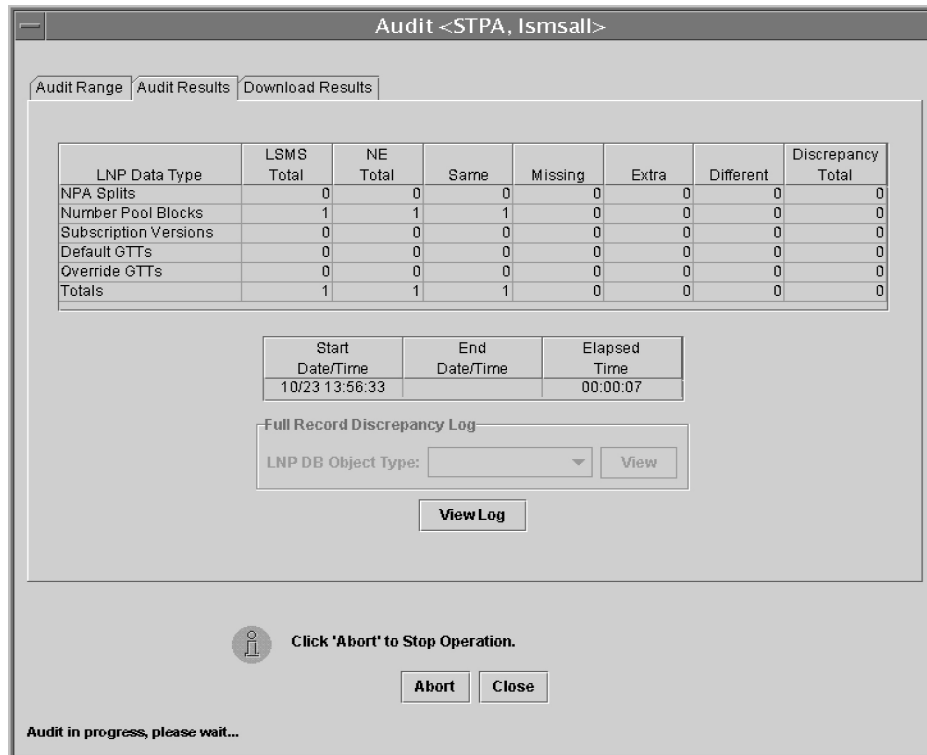 Audit <STPA, lsmsall>
Audit Range Audit Results Download Results
LNP Data Type LSMS Total NE Total Same Missing Extra Different Discrepancy Total
NPA Splits 0 0 0 0 0 0 0
Number Pool Blocks 1 1 1 0 0 0 0
Subscription Versions 0 0 0 0 0 0 0
Default GTTs 0 0 0 0 0 0 0
Override GTTs 0 0 0 0 0 0 0
Totals 1 1 1 0 0 0 0
Start Date/Time End Date/Time Elapsed Time
10/23 13:56:33 00:00:07
Full Record Discrepancy Log
LNP DB Object Type: View
View Log
Click 'Abort' to Stop Operation.
Abort Close
Audit in progress, please wait...